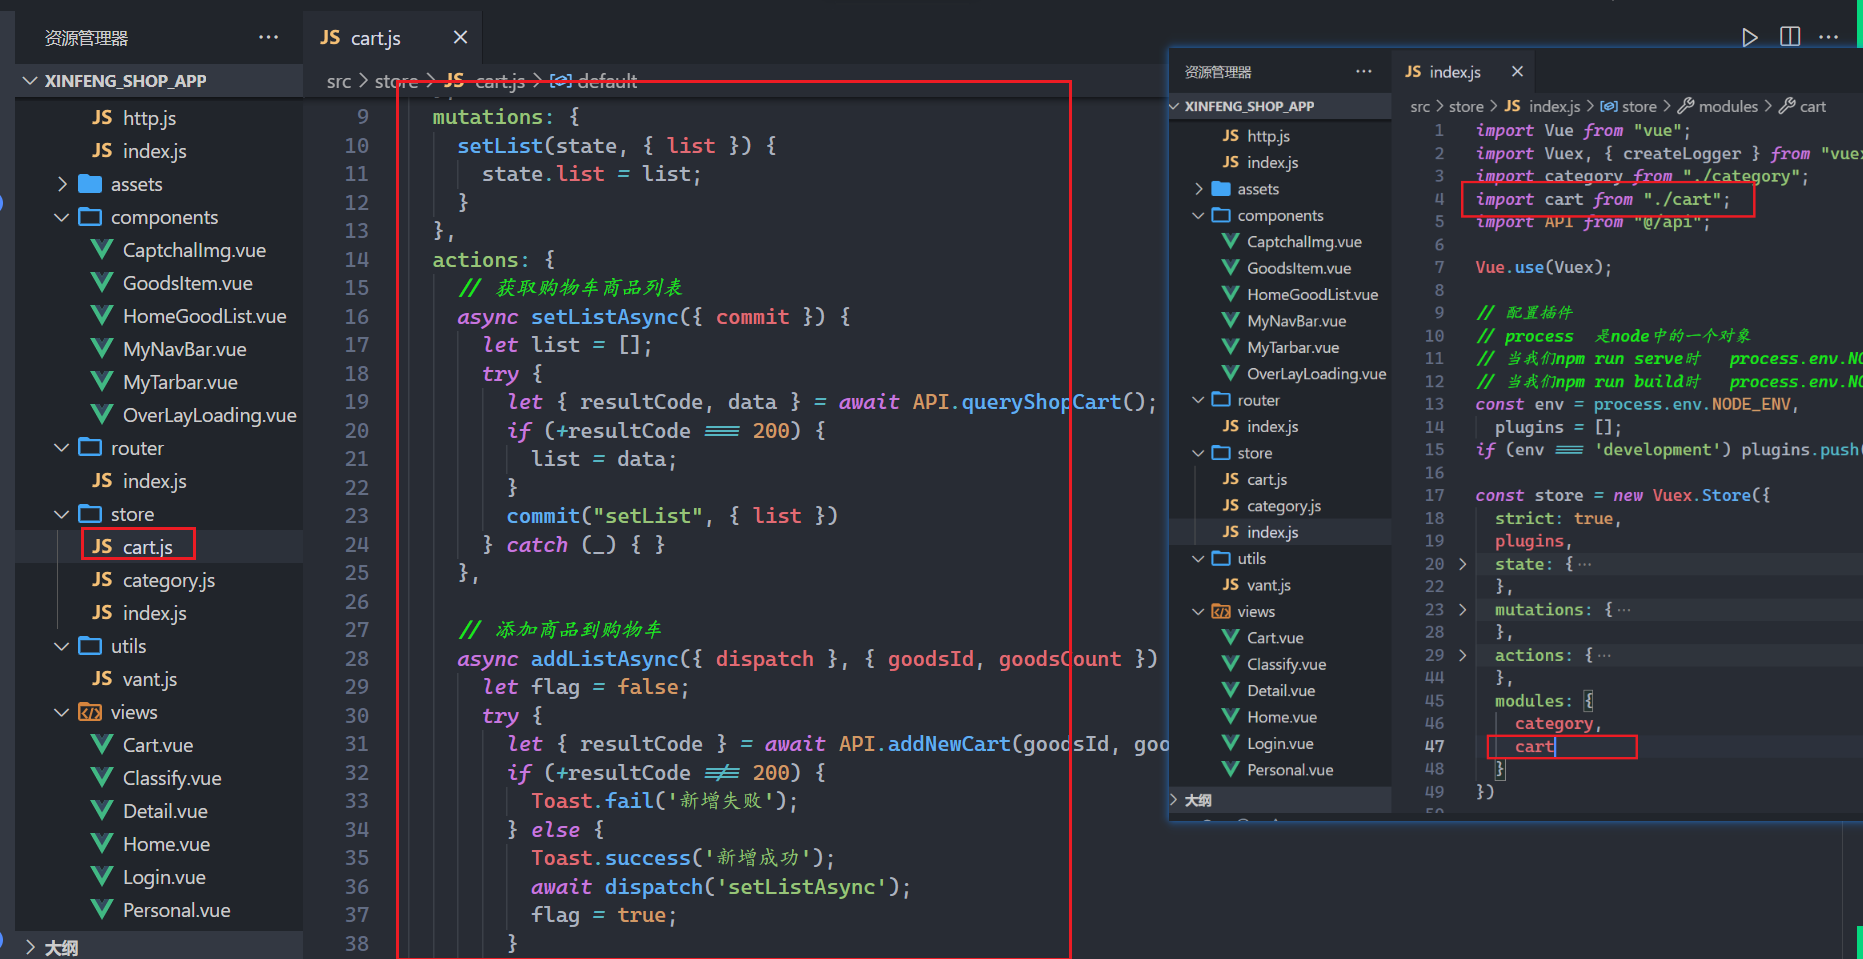 资源管理器
XINFENG_SHOP_APP
JS http.js
JS index.js
assets
components
CaptchalImg.vue
GoodsItem.vue
HomeGoodList.vue
MyNavBar.vue
MyTarbar.vue
OverLayLoading.vue
router
JS index.js
store
JS cart.js
JS category.js
JS index.js
utils
JS vant.js
views
Cart.vue
Classify.vue
Detail.vue
Home.vue
Login.vue
Personal.vue
大纲
JS cart.js
src > store > JS cart.js > default
9 mutations: {
10 setList(state, { list }) {
11 state.list = list;
12 }
13 },
14 actions: {
15 // 获取购物车商品列表
16 async setListAsync({ commit }) {
17 let list = [];
18 try {
19 let { resultCode, data } = await API.queryShopCart();
20 if (+resultCode === 200) {
21 list = data;
22 }
23 commit("setList", { list })
24 } catch (_) { }
25 },
26
27 // 添加商品到购物车
28 async addListAsync({ dispatch }, { goodsId, goodsCount })
29 let flag = false;
30 try {
31 let { resultCode } = await API.addNewCart(goodsId, goo
32 if (+resultCode !== 200) {
33 Toast.fail('新增失败');
34 } else {
35 Toast.success('新增成功');
36 await dispatch('setListAsync');
37 flag = true;
38 }
资源管理器
XINFENG_SHOP_APP
JS http.js
JS index.js
assets
components
CaptchalImg.vue
GoodsItem.vue
HomeGoodList.vue
MyNavBar.vue
MyTarbar.vue
OverLayLoading.vue
router
JS index.js
store
JS cart.js
JS category.js
JS index.js
utils
JS vant.js
views
Cart.vue
Classify.vue
Detail.vue
Home.vue
Login.vue
Personal.vue
大纲
JS index.js
src > store > JS index.js > store > modules > cart
1 import Vue from "vue";
2 import Vuex, { createLogger } from "vuex
3 import category from "./category";
4 import cart from "./cart";
5 import API from "@/api";
6
7 Vue.use(Vuex);
8
9 // 配置插件
10 // process 是node中的一个对象
11 // 当我们npm run serve时 process.env.NO
12 // 当我们npm run build时 process.env.NO
13 const env = process.env.NODE_ENV,
14 plugins = [];
15 if (env === 'development') plugins.push(
16
17 const store = new Vuex.Store({
18 strict: true,
19 plugins,
20 state: {···
22 },
23 mutations: {···
28 },
29 actions: {···
44 },
45 modules: {
46 category,
47 cart
48 }
49 })